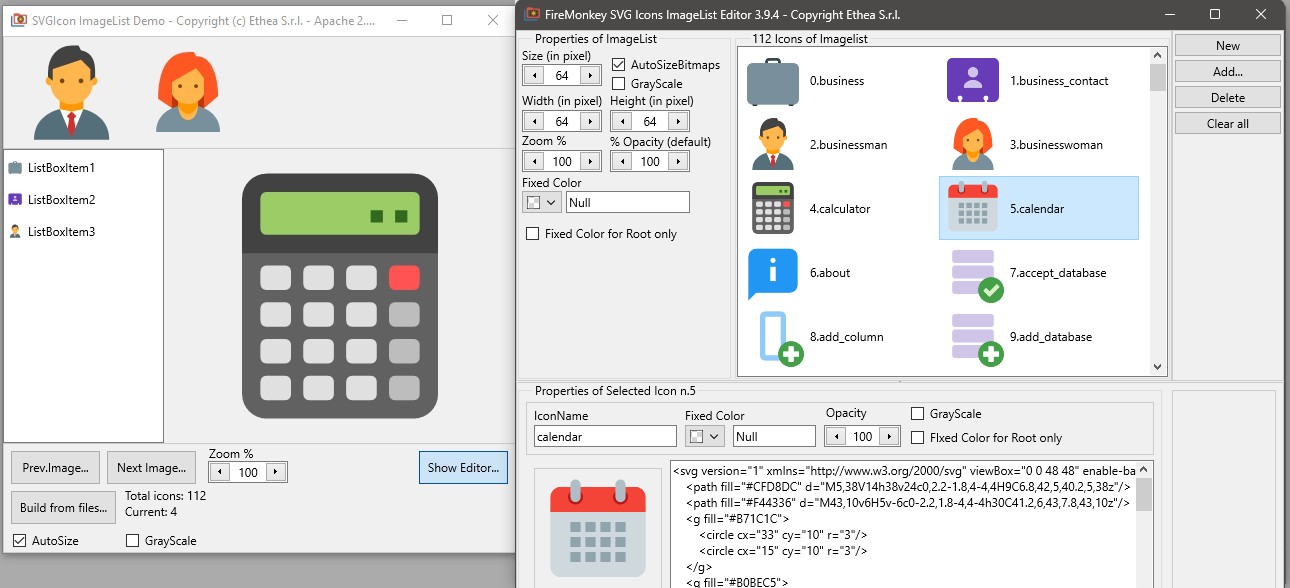 SVGIcon ImageList Demo - Copyright (c) Ethea S.r.l. - Apache 2....
ListBoxItem1
ListBoxItem2
ListBoxItem3
Prev.Image...
Next Image...
Zoom %
100
Show Editor...
Build from files...
Total icons: 112
Current: 4
AutoSize
GrayScale
FireMonkey SVG Icons ImageList Editor 3.9.4 - Copyright Ethea S.r.l.
Properties of ImageList
Size (in pixel)
64
AutoSizeBitmaps
GrayScale
Width (in pixel)
Height (in pixel)
64
64
Zoom %
% Opacity (default)
100
100
Fixed Color
Null
Fixed Color for Root only
112 Icons of Imagelist
0.business
1.business_contact
2.businessman
3.businesswoman
4.calculator
5.calendar
6.about
7.accept_database
8.add_column
9.add_database
New
Add...
Delete
Clear all
Properties of Selected Icon n.5
IconName
Fixed Color
Opacity
GrayScale
calendar
Null
100
FIxed Color for Root only
<svg version="1" xmlns="http://www.w3.org/2000/svg" viewBox="0 0 48 48" enable-ba
<path fill="#CFD8DC" d="M5,38V14h38v24c0,2.2-1.8,4-4,4H9C6.8,42,5,40.2,5,38z"/>
<path fill="#F44336" d="M43,10v6H5v-6c0-2.2,1.8-4,4-4h30C41.2,6,43,7.8,43,10z"/>
<g fill="#B71C1C">
<circle cx="33" cy="10" r="3"/>
<circle cx="15" cy="10" r="3"/>
</g>
<g fill="#B0BEC5">